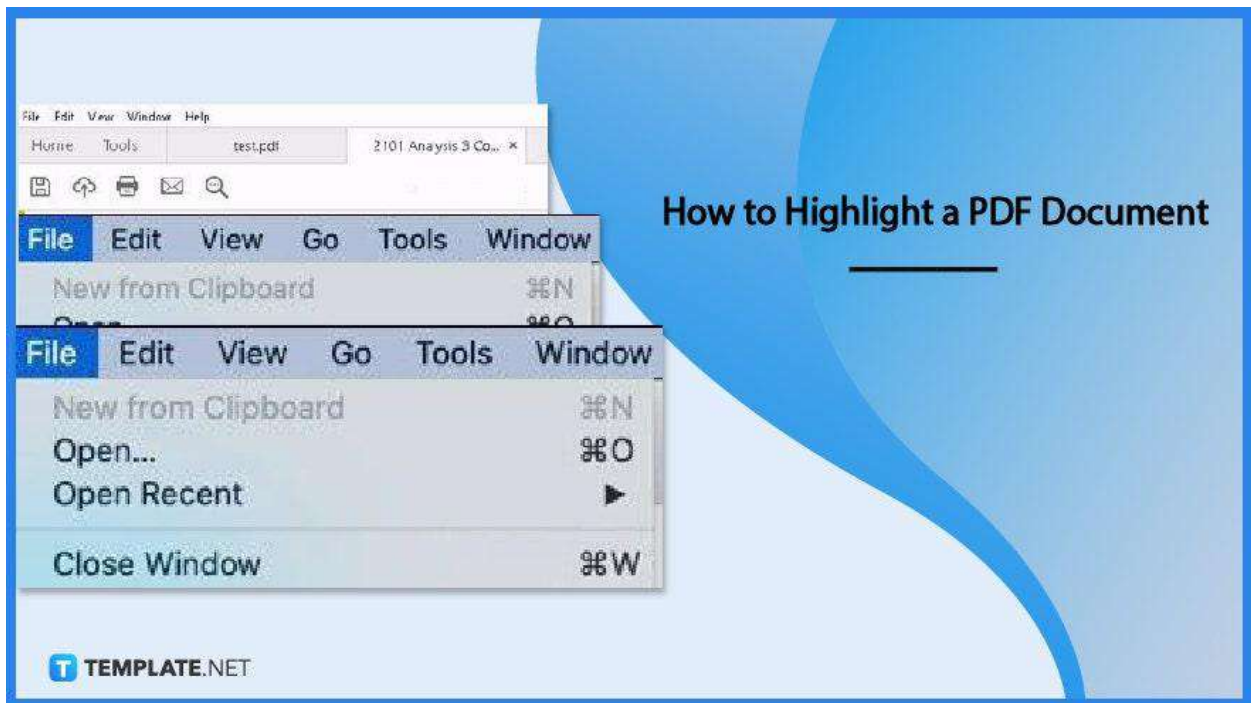 File Edit View Window Help
Home Tools test.pdf 2101 Anaysis 3 Co... ×
How to Highlight a PDF Document
File Edit View Go Tools Window
New from Clipboard ⌘N
Open... ⌘O
File Edit View Go Tools Window
New from Clipboard ⌘N
Open... ⌘O
Open Recent ▶
Close Window ⌘W
T TEMPLATE.NET